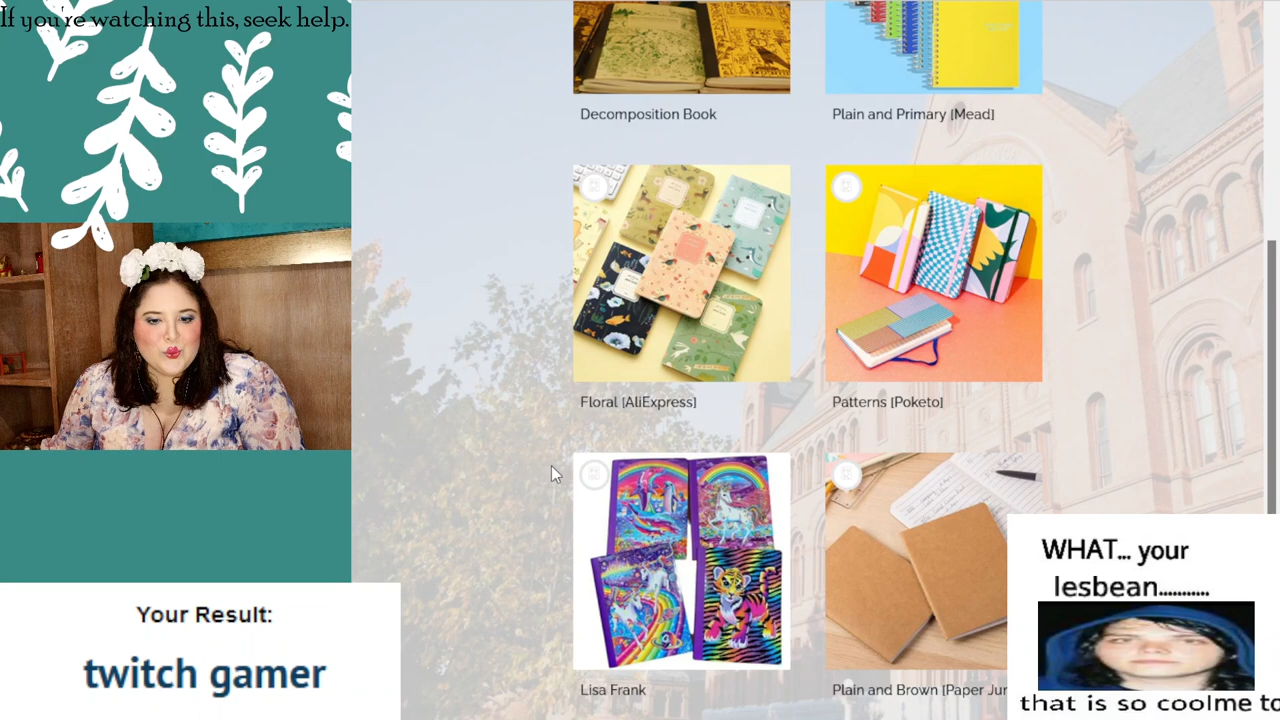 If you're watching this, seek help.
Decomposition Book
Plain and Primary [Mead]
Floral [AliExpress]
Patterns [Poketo]
Lisa Frank
Plain and Brown [Paper Jun
WHAT... your
lesbean...........
that is so coolme to
Your Result:
twitch gamer